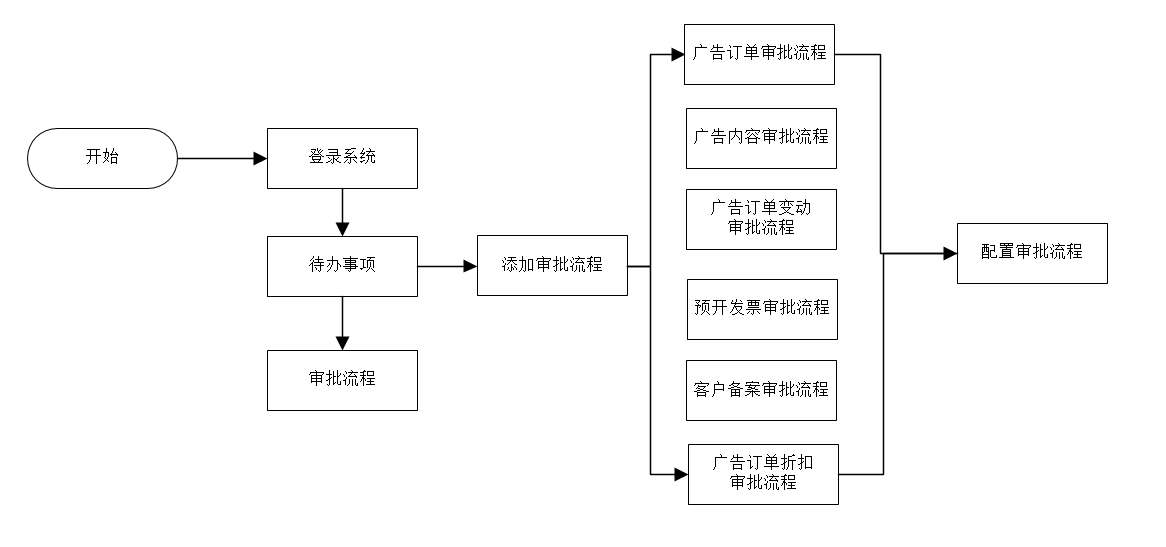 开始
登录系统
待办事项
审批流程
添加审批流程
广告订单审批流程
广告内容审批流程
广告订单变动
审批流程
预开发票审批流程
客户备案审批流程
广告订单折扣
审批流程
配置审批流程